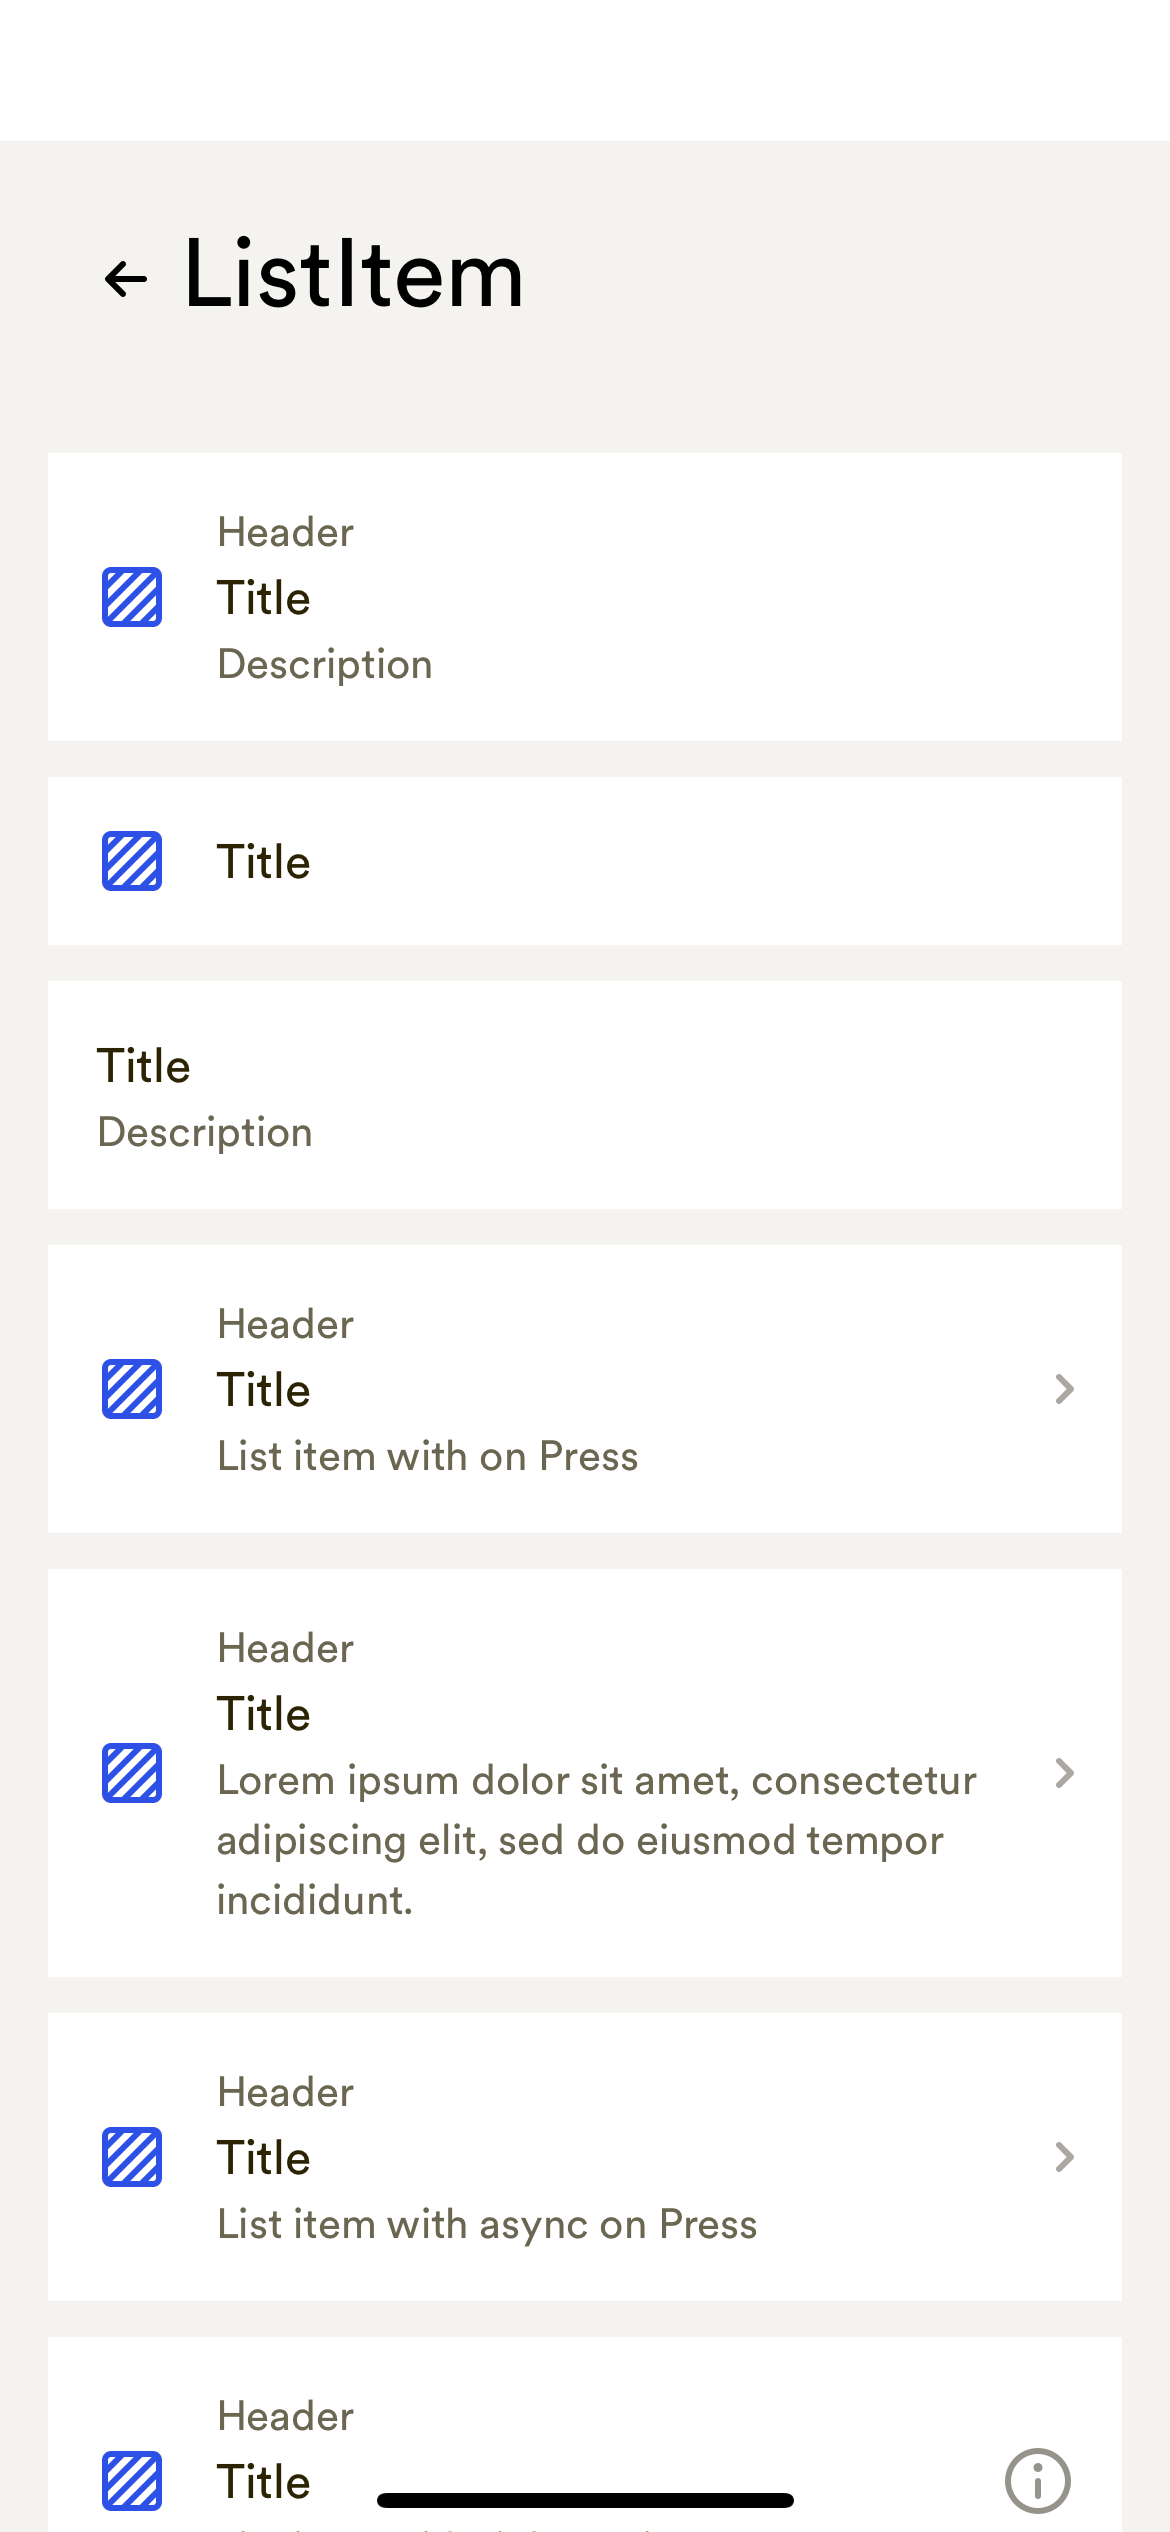 ListItem
Header
Title
Description
Title
Title
Description
Header
Title
List item with on Press
Header
Title
Lorem ipsum dolor sit amet, consectetur
adipiscing elit, sed do eiusmod tempor
incididunt.
Header
Title
List item with async on Press
Header
Title